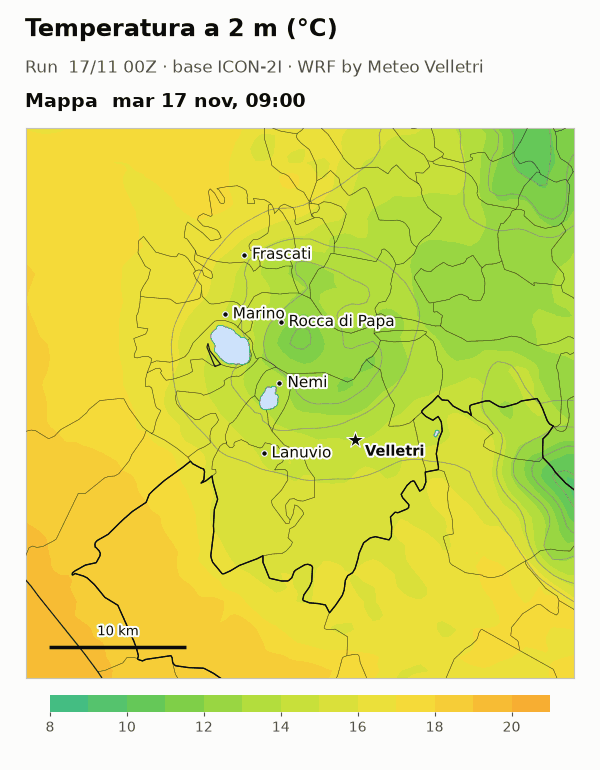 Temperatura a 2 m (°C)
Run 17/11 00Z · base ICON-2I · WRF by Meteo Velletri
Mappa mar 17 nov, 09:00
Frascati
Marino
Rocca di Papa
Nemi
Velletri
Lanuvio
10 km
8 10 12 14 16 18 20